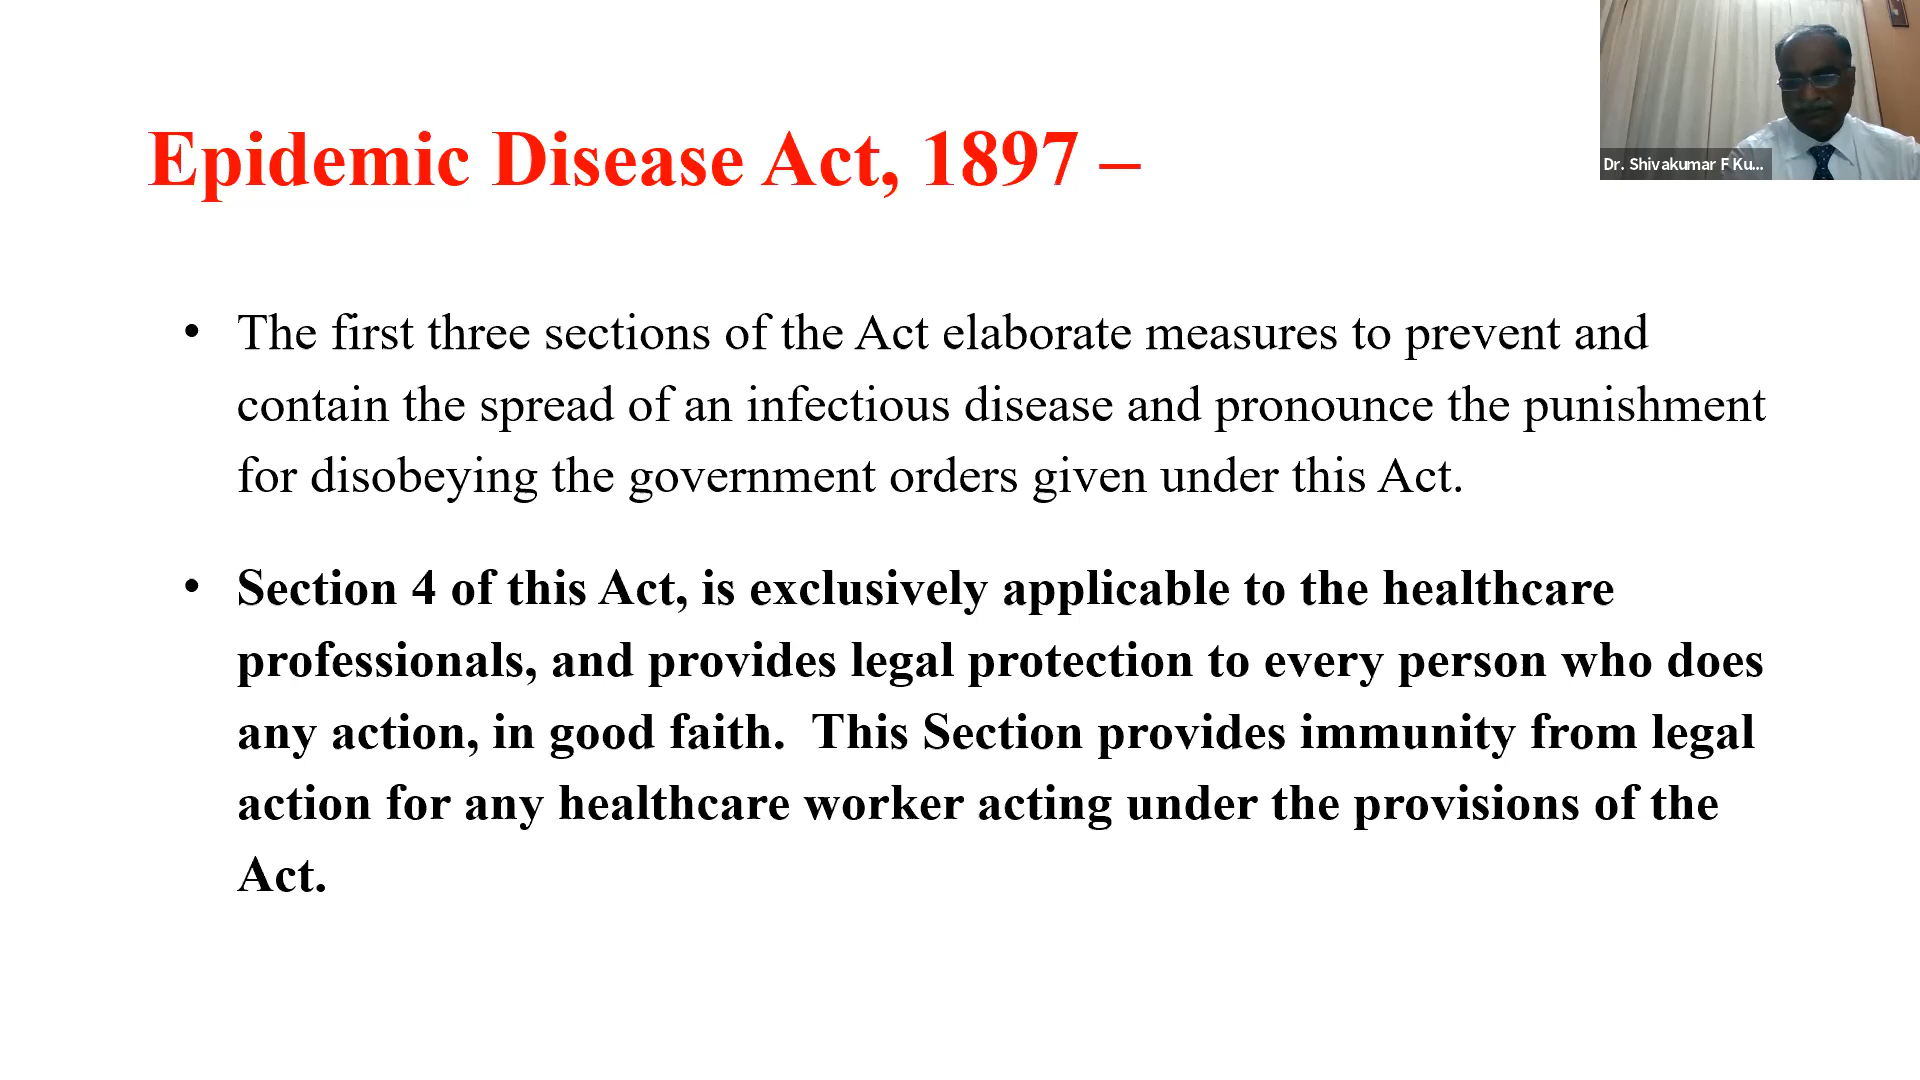 Epidemic Disease Act, 1897 –
Dr. Shivakumar F Ku...
• The first three sections of the Act elaborate measures to prevent and
contain the spread of an infectious disease and pronounce the punishment
for disobeying the government orders given under this Act.
• Section 4 of this Act, is exclusively applicable to the healthcare
professionals, and provides legal protection to every person who does
any action, in good faith.  This Section provides immunity from legal
action for any healthcare worker acting under the provisions of the
Act.